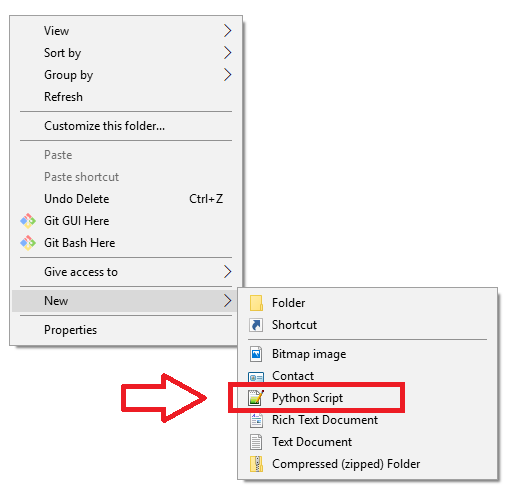 View
Sort by
Group by
Refresh
Customize this folder...
Paste
Paste shortcut
Undo Delete Ctrl+Z
Git GUI Here
Git Bash Here
Give access to
New
Properties
Folder
Shortcut
Bitmap image
Contact
Python Script
Rich Text Document
Text Document
Compressed (zipped) Folder